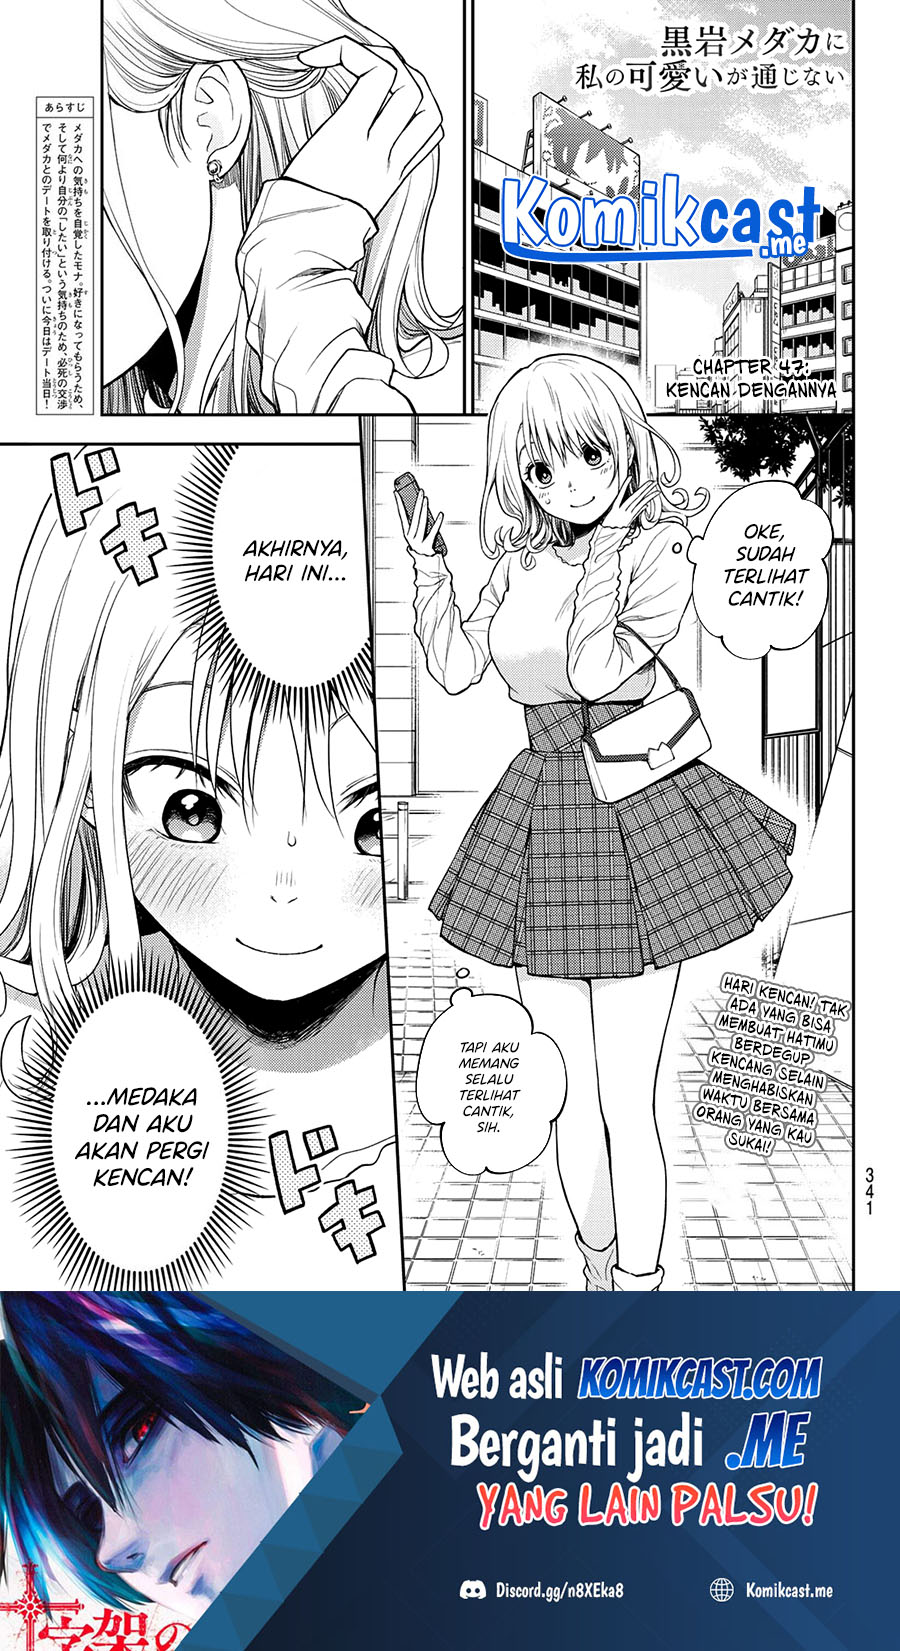 黒岩メダカに
私の可愛いが通じない
Komikcast
.me
CHAPTER 47:
KENCAN DENGANNYA
あらすじ
メダカへの気持ちを自覚したモナ。好きになってもらうため、
そして何より自分の「したい」という気持ちのため、必死の交渉
でメダカとのデートを取り付ける。ついに今日はデート当日！
OKE,
SUDAH
TERLIHAT
CANTIK!
ドキ
AKHIRNYA,
HARI INI...
TAPI AKU
MEMANG
SELALU
TERLIHAT
CANTIK,
SIH.
HARI KENCAN! TAK
ADA YANG BISA
MEMBUAT HATIMU
BERDEGUP
KENCANG SELAIN
MENGHABISKAN
WAKTU BERSAMA
ORANG YANG KAU
SUKAI!
...MEDAKA
DAN AKU
AKAN PERGI
KENCAN!
ドキ
341
Web asli KOMIKCAST.COM
Berganti jadi .ME
YANG LAIN PALSU!
Discord.gg/n8XEka8
Komikcast.me
十字架の